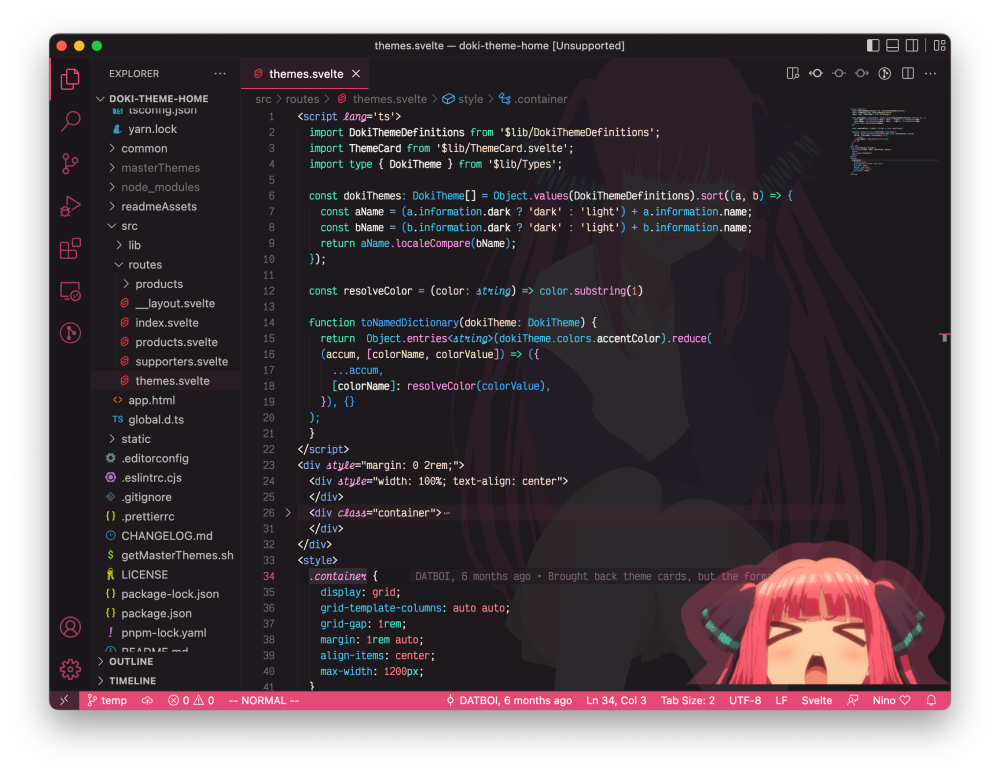 themes.svelte — doki-theme-home [Unsupported]
EXPLORER
DOKI-THEME-HOME
tsconfig.json
yarn.lock
common
masterThemes
node_modules
readmeAssets
src
lib
routes
products
__layout.svelte
index.svelte
products.svelte
supporters.svelte
themes.svelte
app.html
TS global.d.ts
static
.editorconfig
.eslintrc.cjs
.gitignore
{} .prettierrc
CHANGELOG.md
$ getMasterThemes.sh
LICENSE
{} package-lock.json
{} package.json
! pnpm-lock.yaml
README.md
OUTLINE
TIMELINE
themes.svelte
src > routes > themes.svelte > style > .container
1 <script lang='ts'>
2 import DokiThemeDefinitions from '$lib/DokiThemeDefinitions';
3 import ThemeCard from '$lib/ThemeCard.svelte';
4 import type { DokiTheme } from '$lib/Types';
5
6 const dokiThemes: DokiTheme[] = Object.values(DokiThemeDefinitions).sort((a, b) => {
7 const aName = (a.information.dark ? 'dark' : 'light') + a.information.name;
8 const bName = (b.information.dark ? 'dark' : 'light') + b.information.name;
9 return aName.localeCompare(bName);
10 });
11
12 const resolveColor = (color: string) => color.substring(1)
13
14 function toNamedDictionary(dokiTheme: DokiTheme) {
15 return Object.entries<string>(dokiTheme.colors.accentColor).reduce(
16 (accum, [colorName, colorValue]) => ({
17 ...accum,
18 [colorName]: resolveColor(colorValue),
19 }), {}
20 );
21 }
22 </script>
23 <div style="margin: 0 2rem;">
24 <div style="width: 100%; text-align: center">
25 </div>
26 <div class="container">
31 </div>
32 </div>
33 <style>
34 .container { DATBOI, 6 months ago • Brought back theme cards, but the form
35 display: grid;
36 grid-template-columns: auto auto;
37 grid-gap: 1rem;
38 margin: 1rem auto;
39 align-items: center;
40 max-width: 1200px;
41 }
temp 0 0 -- NORMAL -- DATBOI, 6 months ago Ln 34, Col 3 Tab Size: 2 UTF-8 LF Svelte Nino ♡